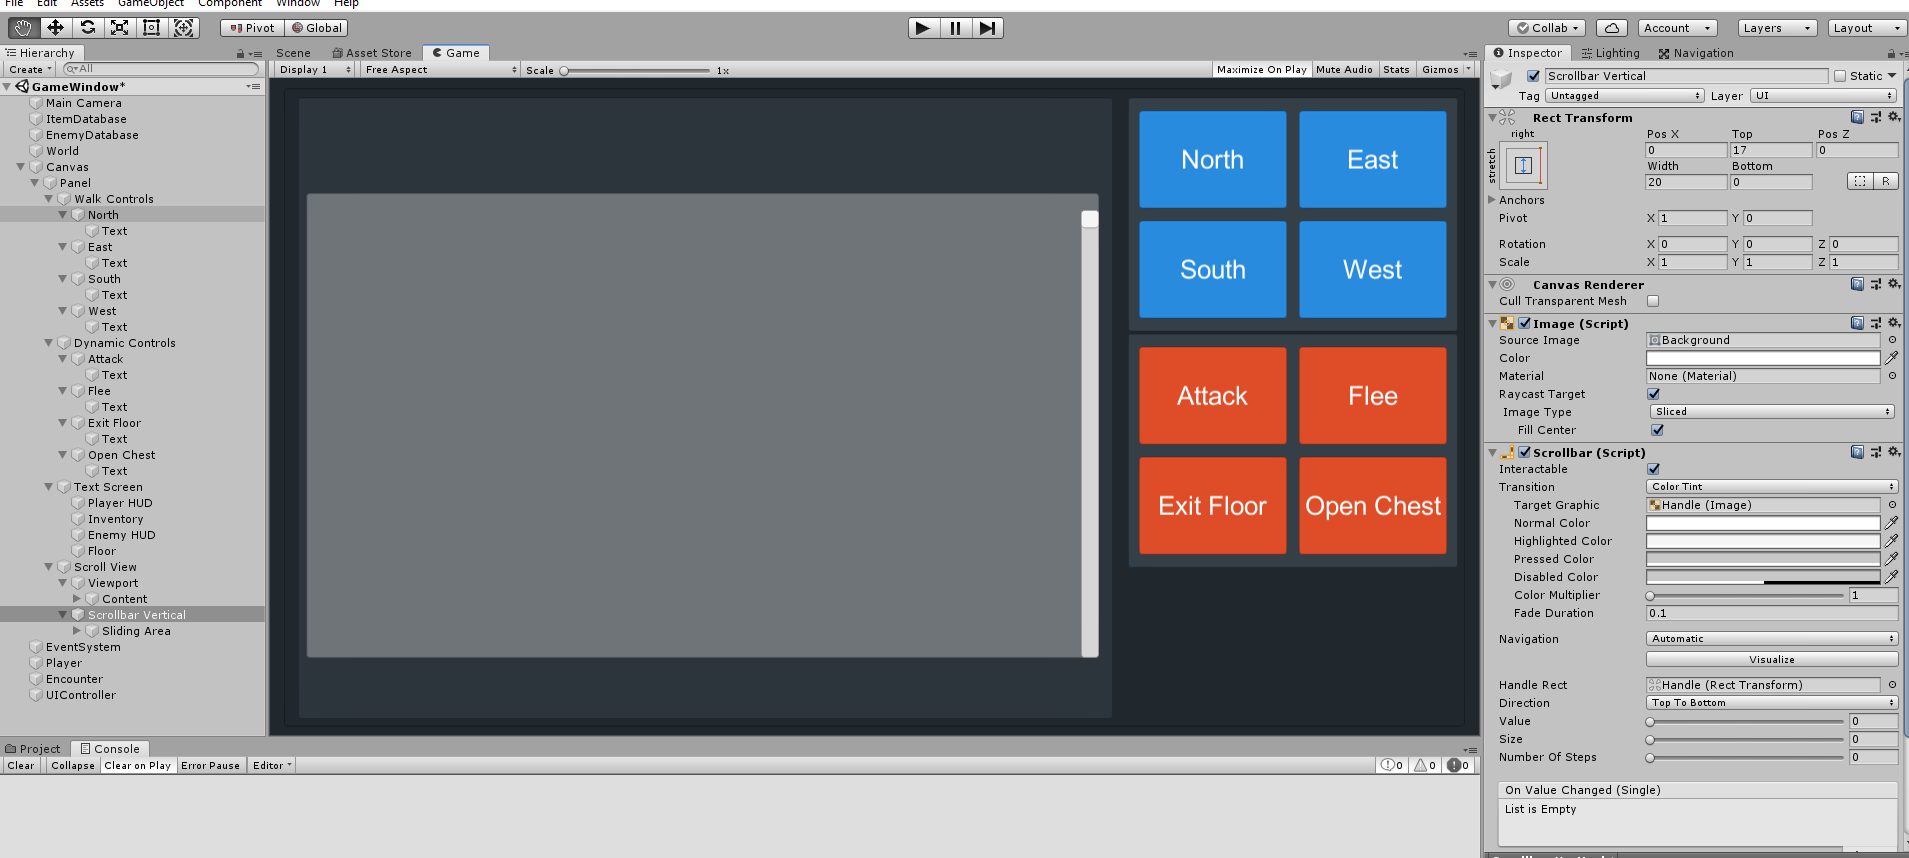 File Edit Assets GameObject Component Window Help
Pivot Global Collab Account Layers Layout
Hierarchy
Create All
GameWindow*
Main Camera
ItemDatabase
EnemyDatabase
World
Canvas
Panel
Walk Controls
North
Text
East
Text
South
Text
West
Text
Dynamic Controls
Attack
Text
Flee
Text
Exit Floor
Text
Open Chest
Text
Text Screen
Player HUD
Inventory
Enemy HUD
Floor
Scroll View
Viewport
Content
Scrollbar Vertical
Sliding Area
EventSystem
Player
Encounter
UIController
Scene Asset Store Game
Display 1 Free Aspect Scale 1x Maximize On Play Mute Audio Stats Gizmos
North East
South West
Attack Flee
Exit Floor Open Chest
Project Console
Clear Collapse Clear on Play Error Pause Editor 0 0 0
Inspector Lighting Navigation
Scrollbar Vertical Static
Tag Untagged Layer UI
Rect Transform
right Pos X Top Pos Z
stretch 0 17 0
Width Bottom
20 0 R
Anchors
Pivot X 1 Y 0
Rotation X 0 Y 0 Z 0
Scale X 1 Y 1 Z 1
Canvas Renderer
Cull Transparent Mesh
Image (Script)
Source Image Background
Color
Material None (Material)
Raycast Target
Image Type Sliced
Fill Center
Scrollbar (Script)
Interactable
Transition Color Tint
Target Graphic Handle (Image)
Normal Color
Highlighted Color
Pressed Color
Disabled Color
Color Multiplier 1
Fade Duration 0.1
Navigation Automatic
Visualize
Handle Rect Handle (Rect Transform)
Direction Top To Bottom
Value 0
Size 0
Number Of Steps 0
On Value Changed (Single)
List is Empty